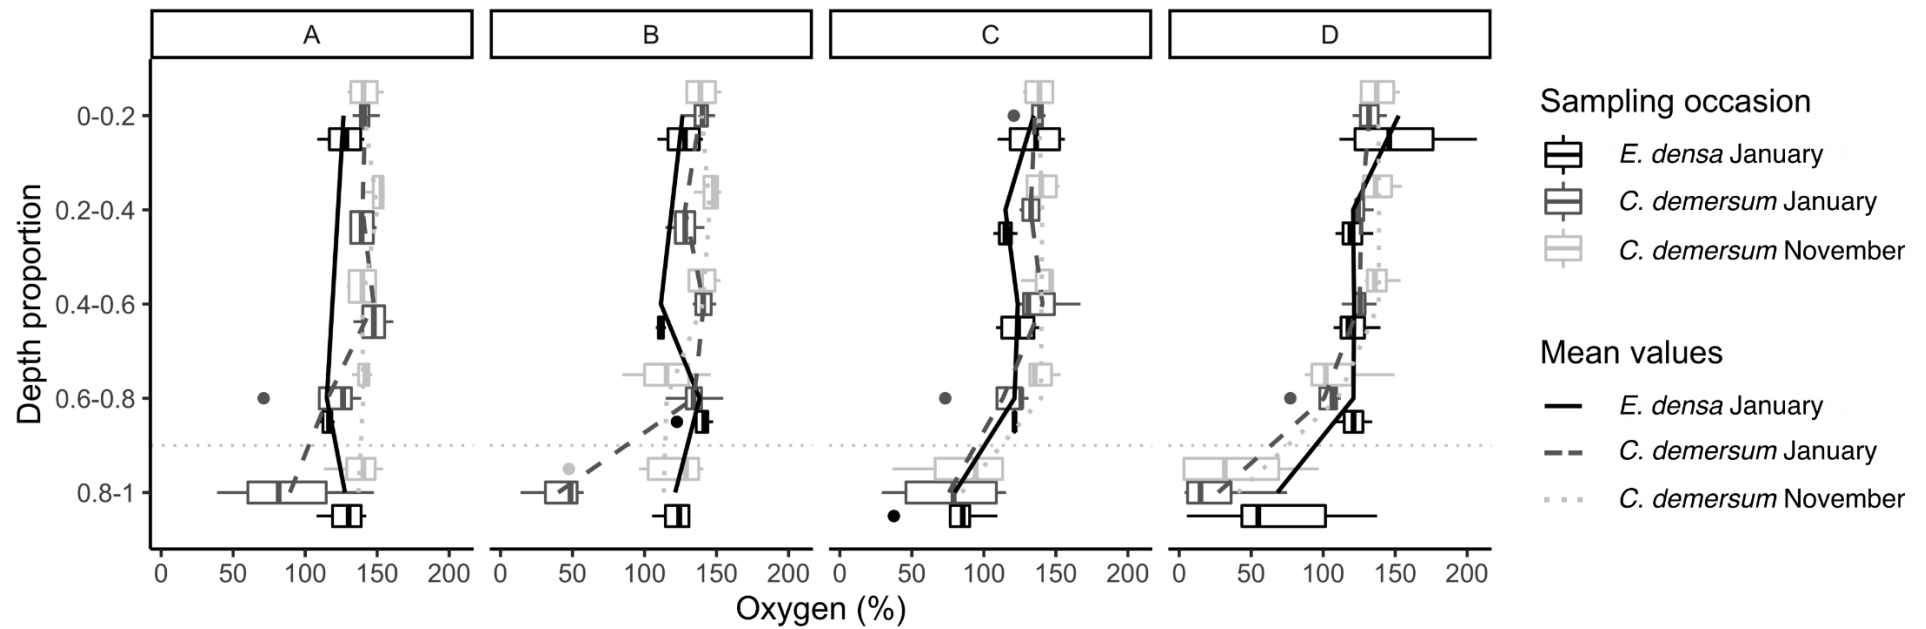 A B C D
Depth proportion
0-0.2
0.2-0.4
0.4-0.6
0.6-0.8
0.8-1
0 50 100 150 200 0 50 100 150 200 0 50 100 150 200 0 50 100 150 200
Oxygen (%)
Sampling occasion
E. densa January
C. demersum January
C. demersum November
Mean values
E. densa January
C. demersum January
C. demersum November